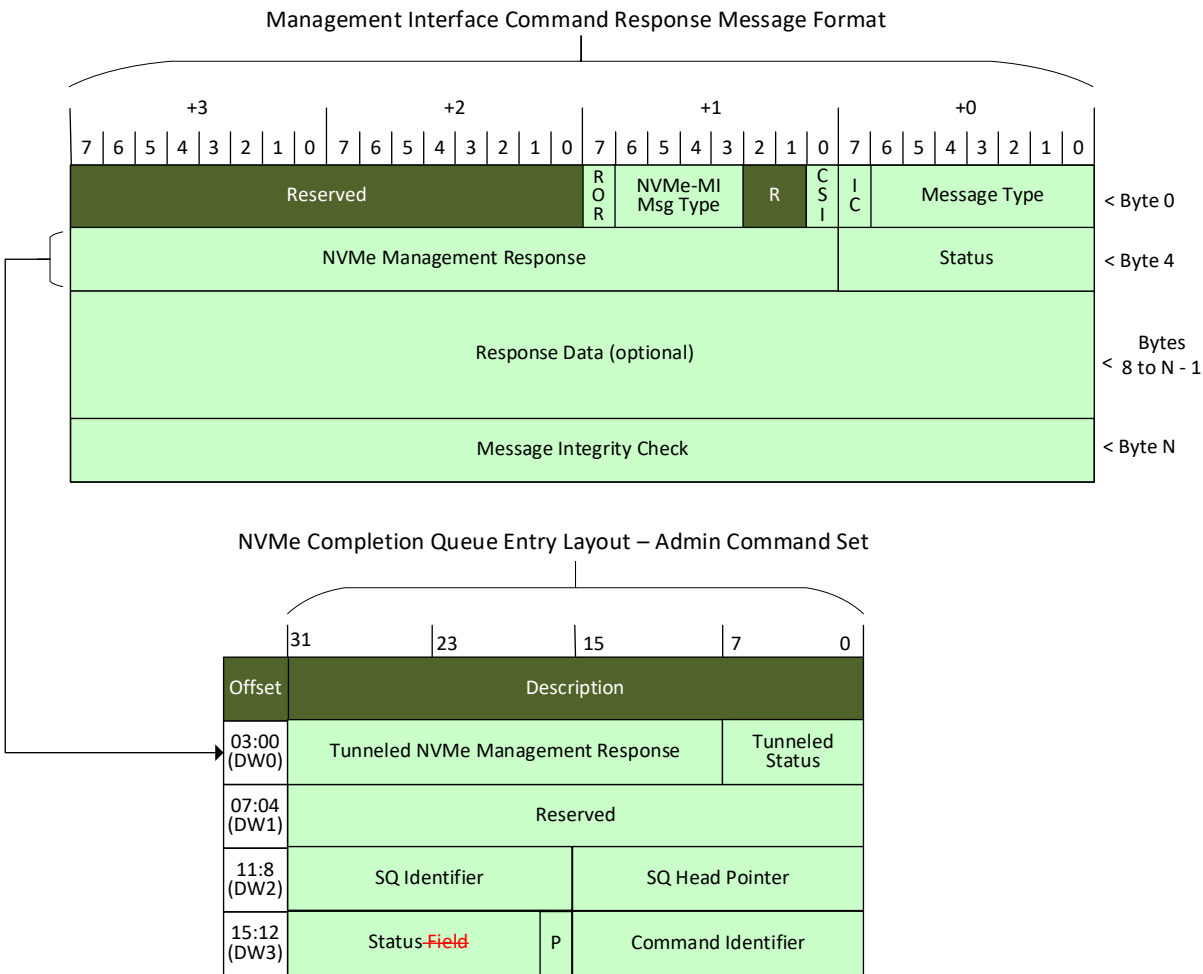 Management Interface Command Response Message Format
+3 +2 +1 +0
7 6 5 4 3 2 1 0 7 6 5 4 3 2 1 0 7 6 5 4 3 2 1 0 7 6 5 4 3 2 1 0
Reserved ROR NVMe-MI Msg Type R CSI IC Message Type < Byte 0
NVMe Management Response Status < Byte 4
Response Data (optional) < Bytes 8 to N - 1
Message Integrity Check < Byte N
NVMe Completion Queue Entry Layout – Admin Command Set
31 23 15 7 0
Offset Description
03:00 (DW0) Tunneled NVMe Management Response Tunneled Status
07:04 (DW1) Reserved
11:8 (DW2) SQ Identifier SQ Head Pointer
15:12 (DW3) Status Field P Command Identifier